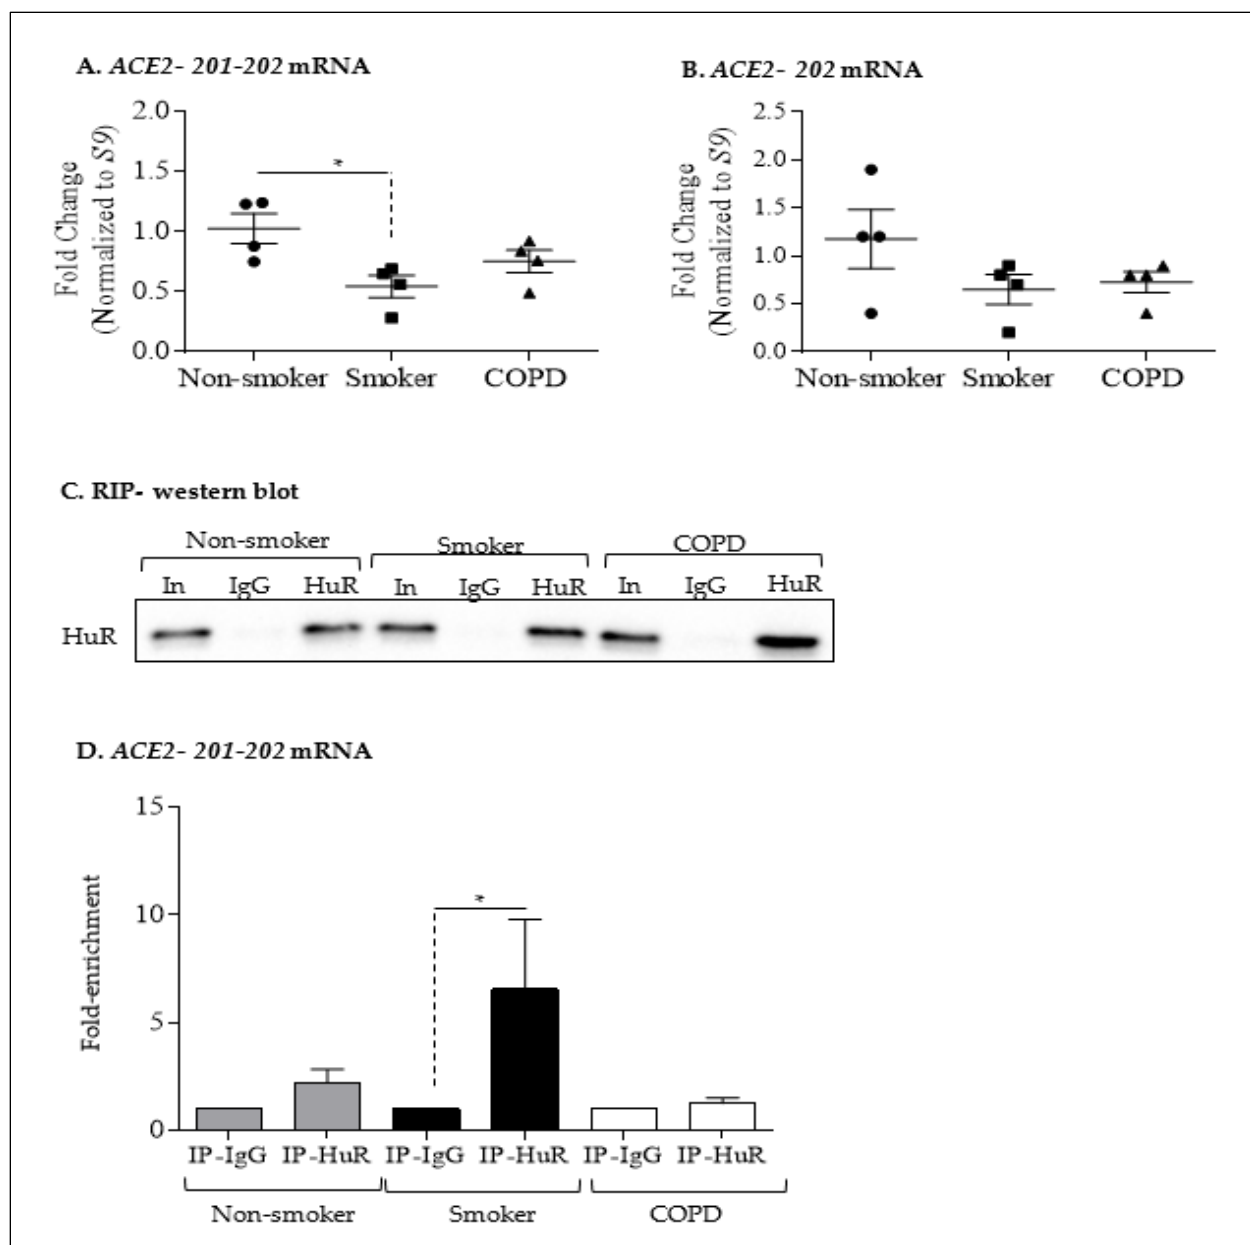 A. ACE2- 201-202 mRNA
Fold Change
(Normalized to S9)
2.0
1.5
1.0
0.5
0.0
*
Non-smoker Smoker COPD
B. ACE2- 202 mRNA
Fold Change
(Normalized to S9)
2.5
2.0
1.5
1.0
0.5
0.0
Non-smoker Smoker COPD
C. RIP- western blot
Non-smoker Smoker COPD
In IgG HuR In IgG HuR In IgG HuR
HuR
D. ACE2- 201-202 mRNA
Fold-enrichment
15
10
5
0
*
IP-IgG IP-HuR IP-IgG IP-HuR IP-IgG IP-HuR
Non-smoker Smoker COPD